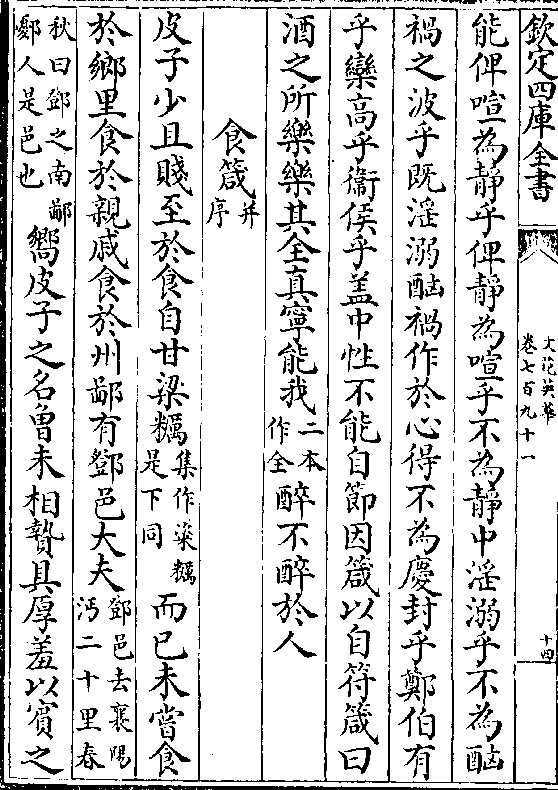 欽定四庫全書
文苑英華
卷七百九十一
十四
能俾喧為靜乎俾靜為喧乎不為靜中淫溺乎不為酗
禍之波乎既淫溺酗禍作於心得不為慶封乎鄭伯有
乎欒高乎衞侯乎盖中性不能自節因箴以自符箴曰
酒之所樂樂其全真寧能我二本作全醉不醉於人
食箴并序
皮子少且賤至於食自甘粱糲集作粢糲是下同而已未嘗食
於鄉里食於親戚食於州鄙有鄧邑大夫鄧邑去襄陽沔二十里春
秋曰鄧之南鄙鄾人是邑也嚮皮子之名曾未相贄具厚羞以賓之